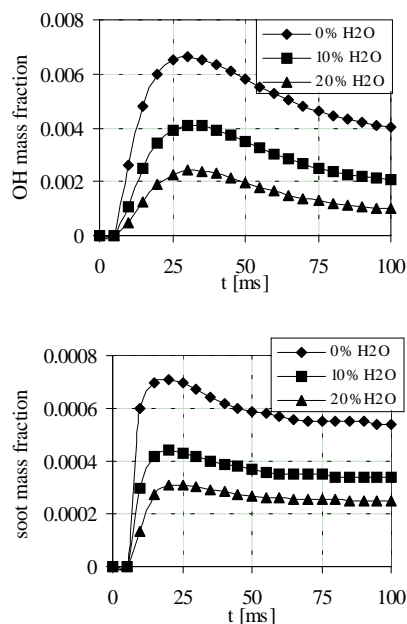 0.008
0.006
0.004
0.002
0
OH mass fraction
0% H2O
10% H2O
20% H2O
0 25 50 75 100
t [ms]
0.0008
0.0006
0.0004
0.0002
0
soot mass fraction
0% H2O
10% H2O
20%H2O
0 25 50 75 100
t [ms]